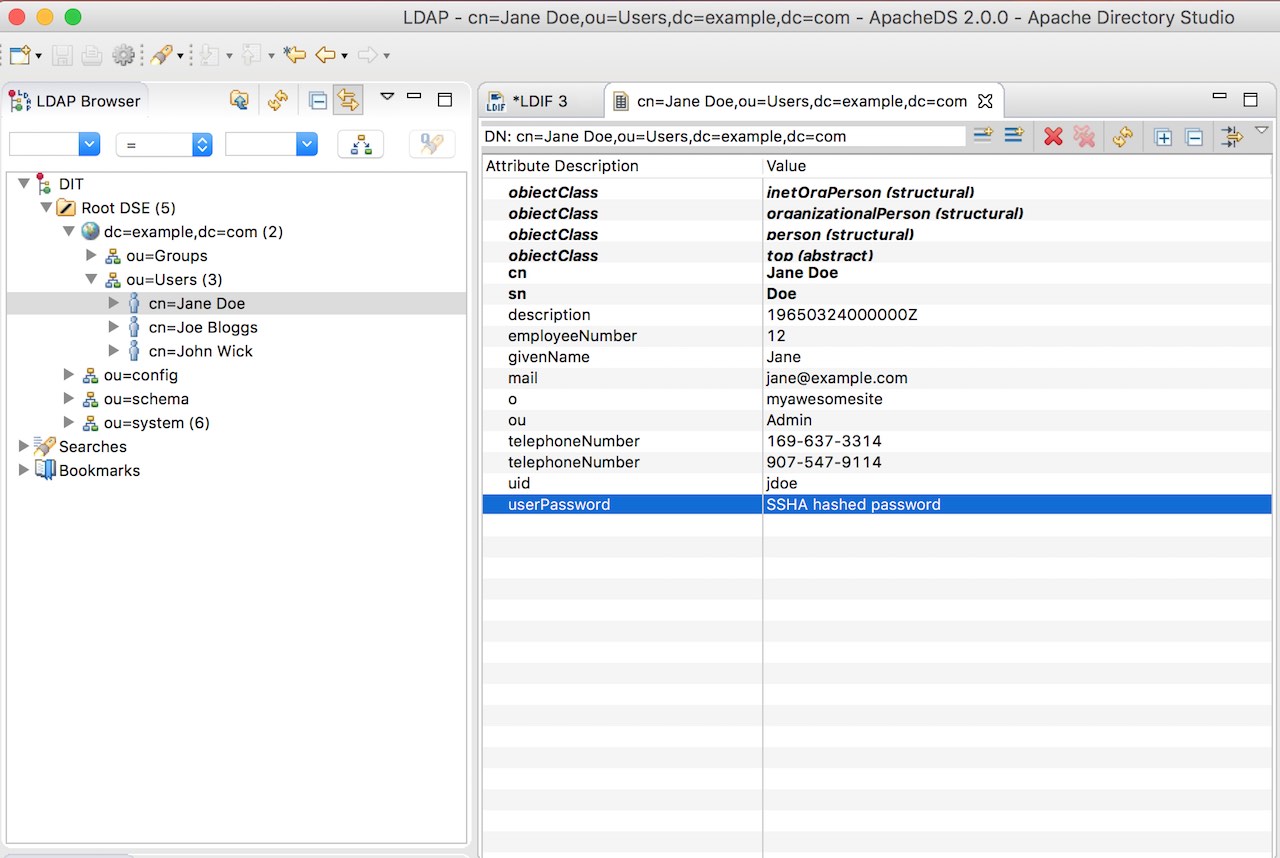 LDAP - cn=Jane Doe,ou=Users,dc=example,dc=com - ApacheDS 2.0.0 - Apache Directory Studio
LDAP Browser
=
DIT
Root DSE (5)
dc=example,dc=com (2)
ou=Groups
ou=Users (3)
cn=Jane Doe
cn=Joe Bloggs
cn=John Wick
ou=config
ou=schema
ou=system (6)
Searches
Bookmarks
LDIF *LDIF 3
cn=Jane Doe,ou=Users,dc=example,dc=com
DN: cn=Jane Doe,ou=Users,dc=example,dc=com
Attribute Description Value
objectClass inetOrgPerson (structural)
objectClass organizationalPerson (structural)
objectClass person (structural)
objectClass top (abstract)
cn Jane Doe
sn Doe
description 19650324000000Z
employeeNumber 12
givenName Jane
mail jane@example.com
o myawesomesite
ou Admin
telephoneNumber 169-637-3314
telephoneNumber 907-547-9114
uid jdoe
userPassword SSHA hashed password